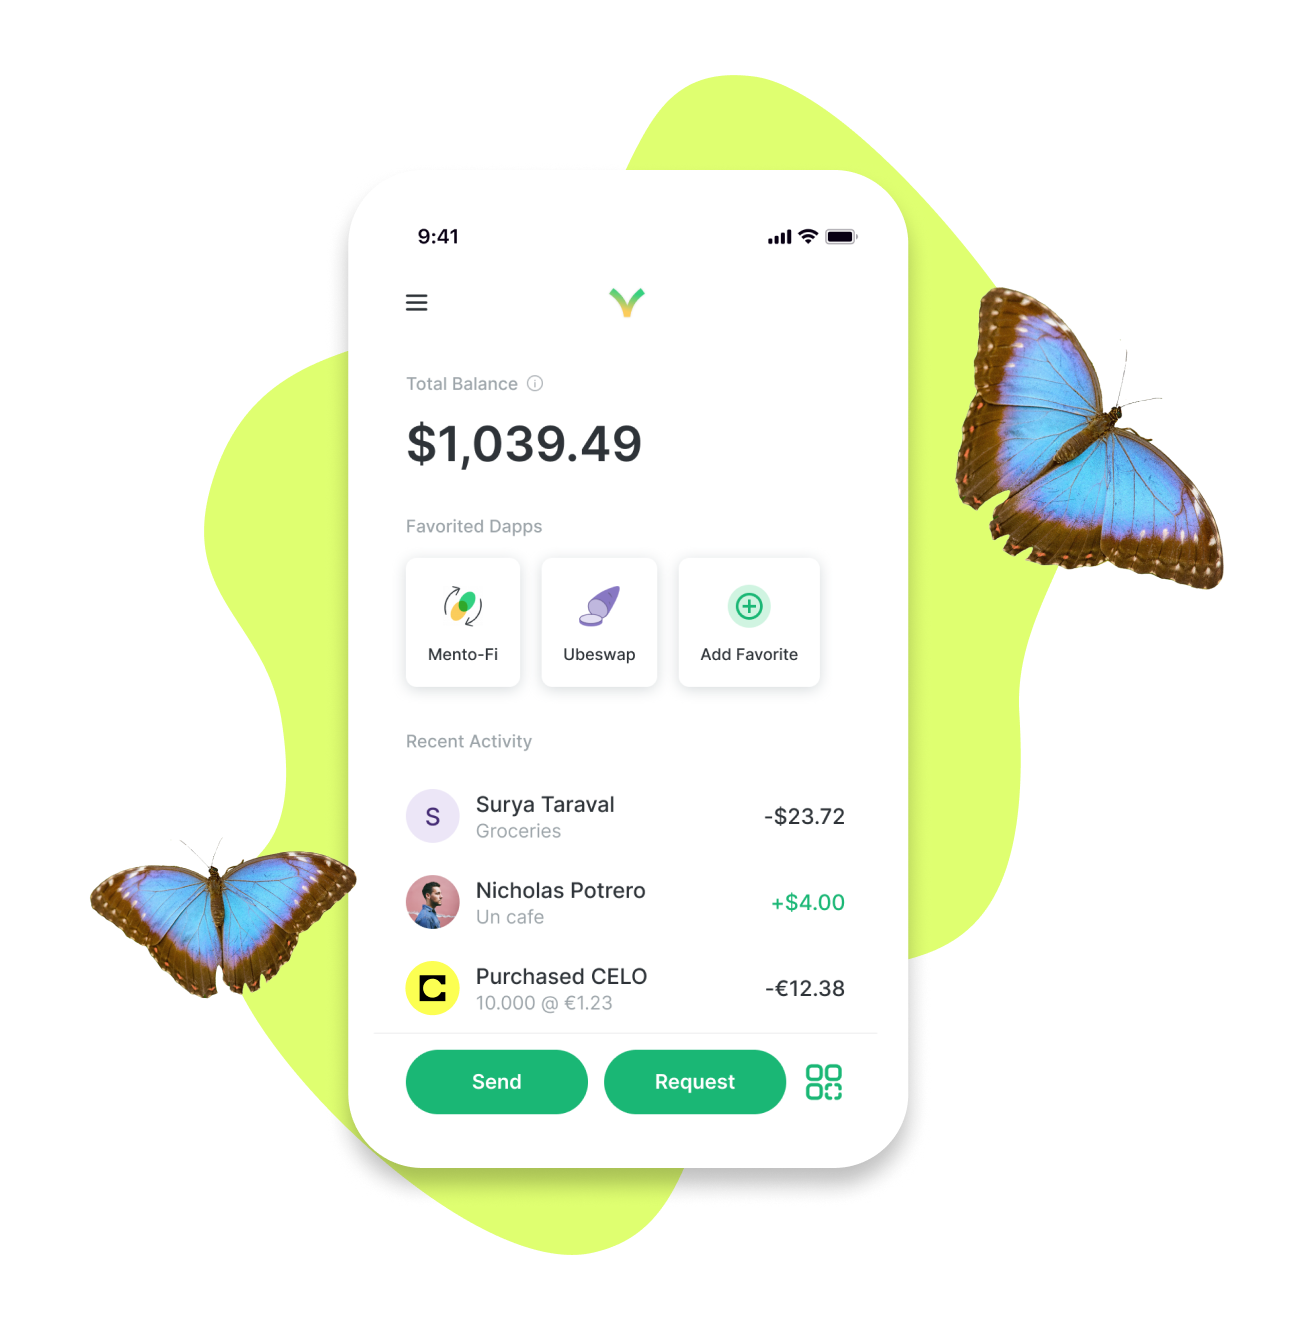 9:41
Total Balance
$1,039.49
Favorited Dapps
Mento-Fi
Ubeswap
Add Favorite
Recent Activity
S
Surya Taraval
-$23.72
Groceries
Nicholas Potrero
+$4.00
Un cafe
Purchased CELO
-€12.38
10.000 @ €1.23
Send
Request